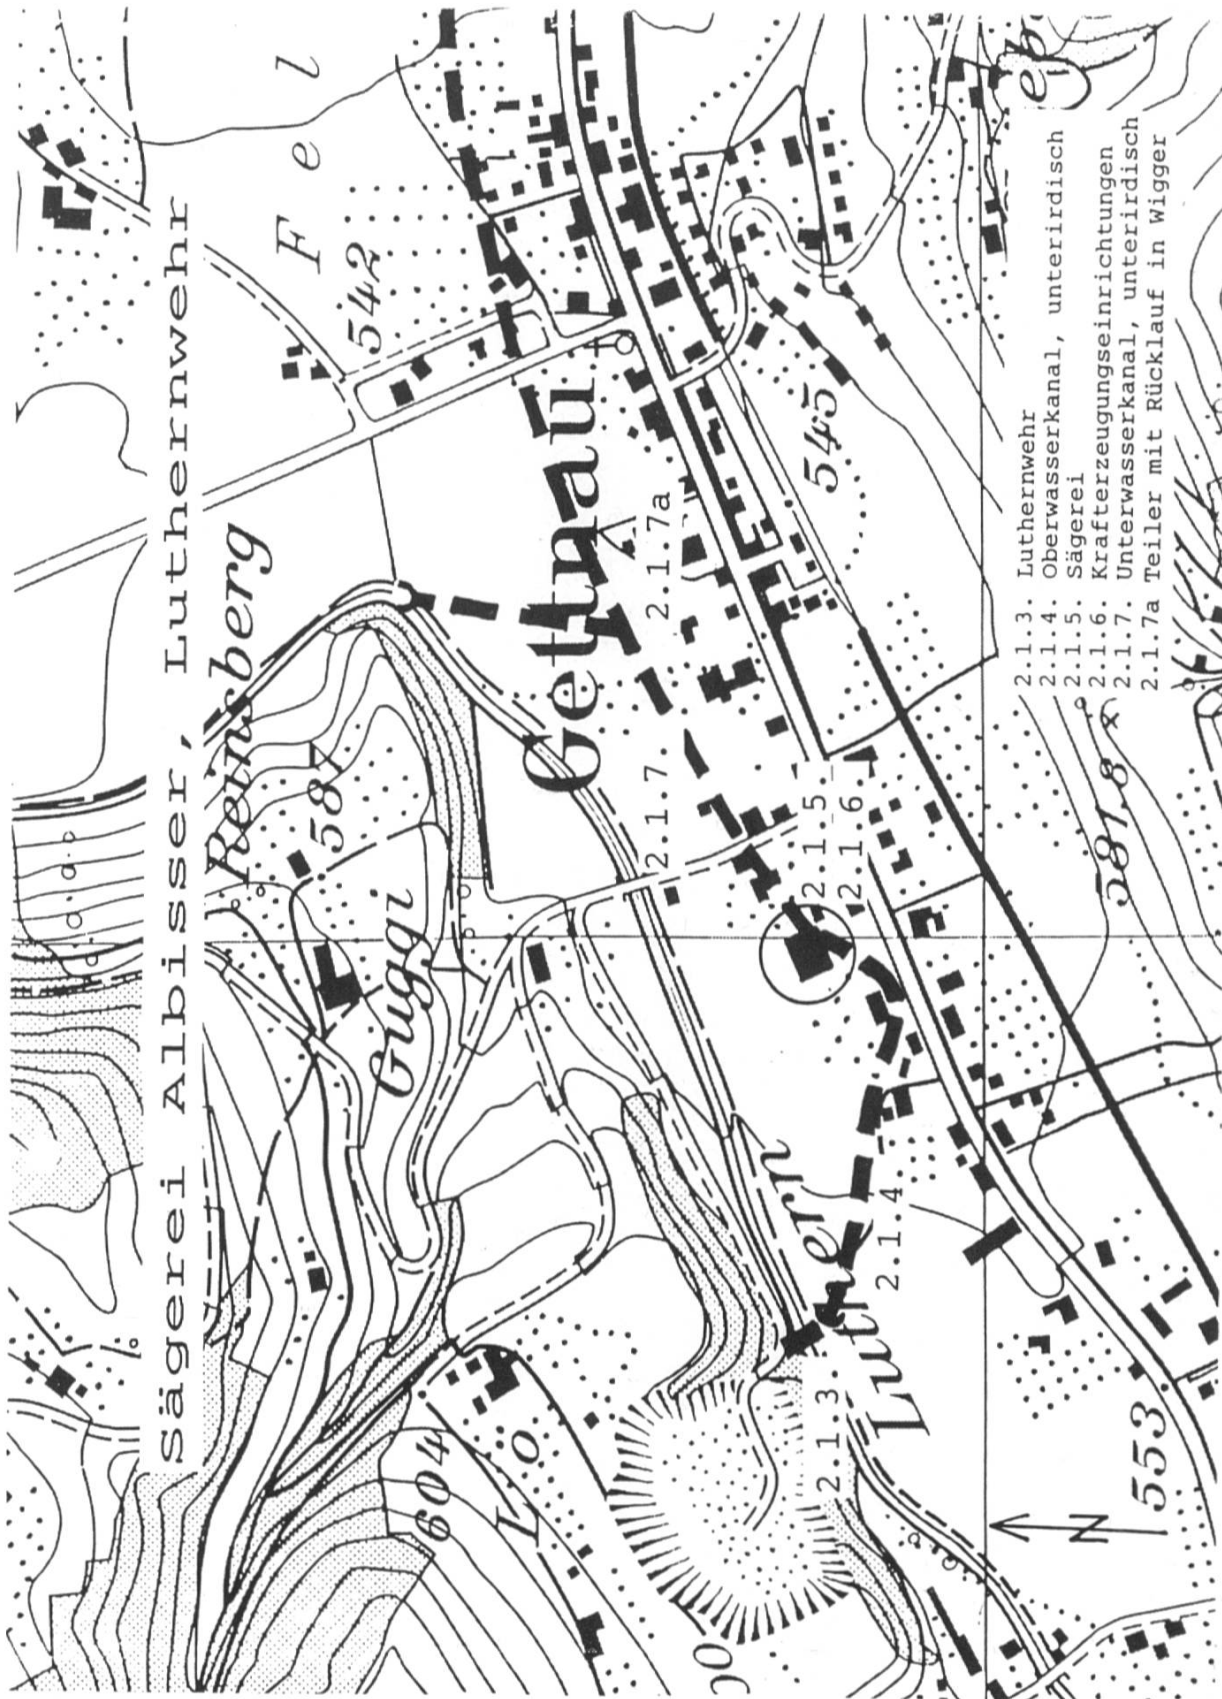 Sägerei Albisser, Luthernwehr
Reinsberg
581
Guggi
F e l
542
Gettnau
2.1.7.
2.1.7a
545
2.1.5.
2.1.6.
604
Luthern
2.1.4.
2.1.3.
581.8
553
N
2.1.3. Luthernwehr
2.1.4. Oberwasserkanal, unterirdisch
2.1.5. Sägerei
2.1.6. Krafterzeugungseinrichtungen
2.1.7. Unterwasserkanal, unterirdisch
2.1.7a Teiler mit Rücklauf in Wigger